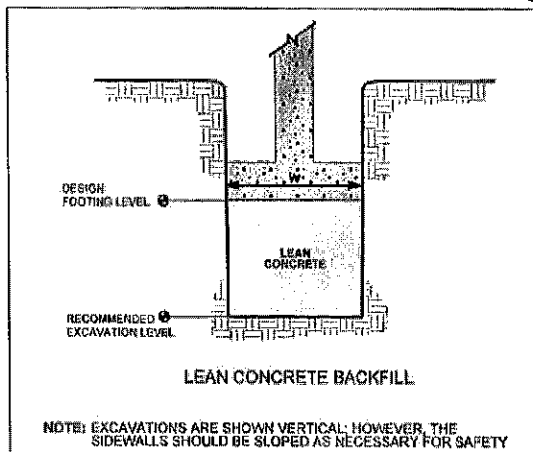 W
DESIGN
FOOTING LEVEL
LEAN
CONCRETE
RECOMMENDED
EXCAVATION LEVEL
LEAN CONCRETE BACKFILL
NOTE: EXCAVATIONS ARE SHOWN VERTICAL; HOWEVER, THE
SIDEWALLS SHOULD BE SLOPED AS NECESSARY FOR SAFETY